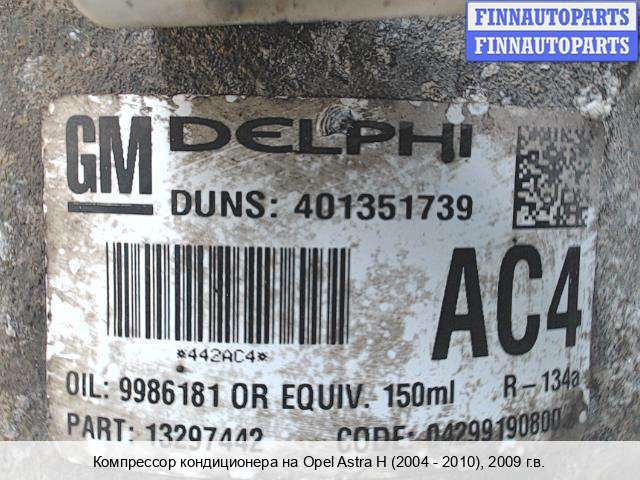 FINNAUTOPARTS
FINNAUTOPARTS
GM DELPHI
DUNS: 401351739
AC4
*442AC4*
OIL: 9986181 OR EQUIV. 150ml R-134a
PART: 13297442 CODE: 04299190800
Компрессор кондиционера на Opel Astra H (2004 - 2010), 2009 г.в.